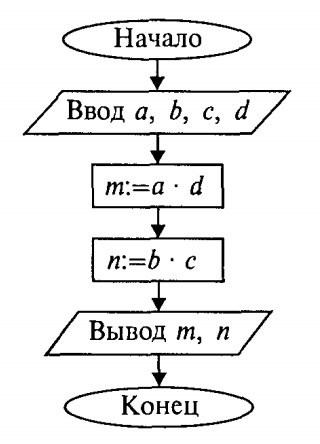 Начало
Ввод a, b, c, d
m:=a · d
n:=b · c
Вывод m, n
Конец